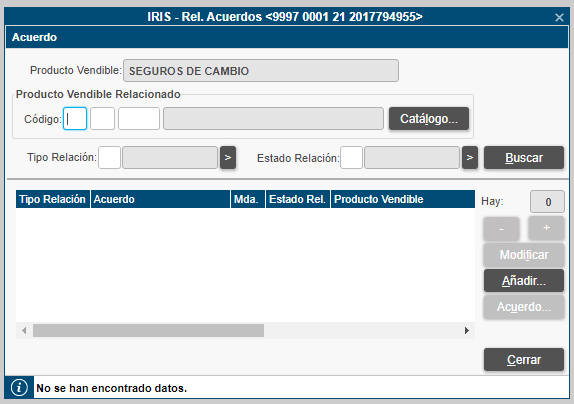 IRIS - Rel. Acuerdos <9997 0001 21 2017794955>
Acuerdo
Producto Vendible: SEGUROS DE CAMBIO
Producto Vendible Relacionado
Código: Catálogo...
Tipo Relación: > Estado Relación: > Buscar
Tipo Relación Acuerdo Mda. Estado Rel. Producto Vendible Hay: 0
- +
Modificar
Añadir...
Acuerdo...
Cerrar
No se han encontrado datos.